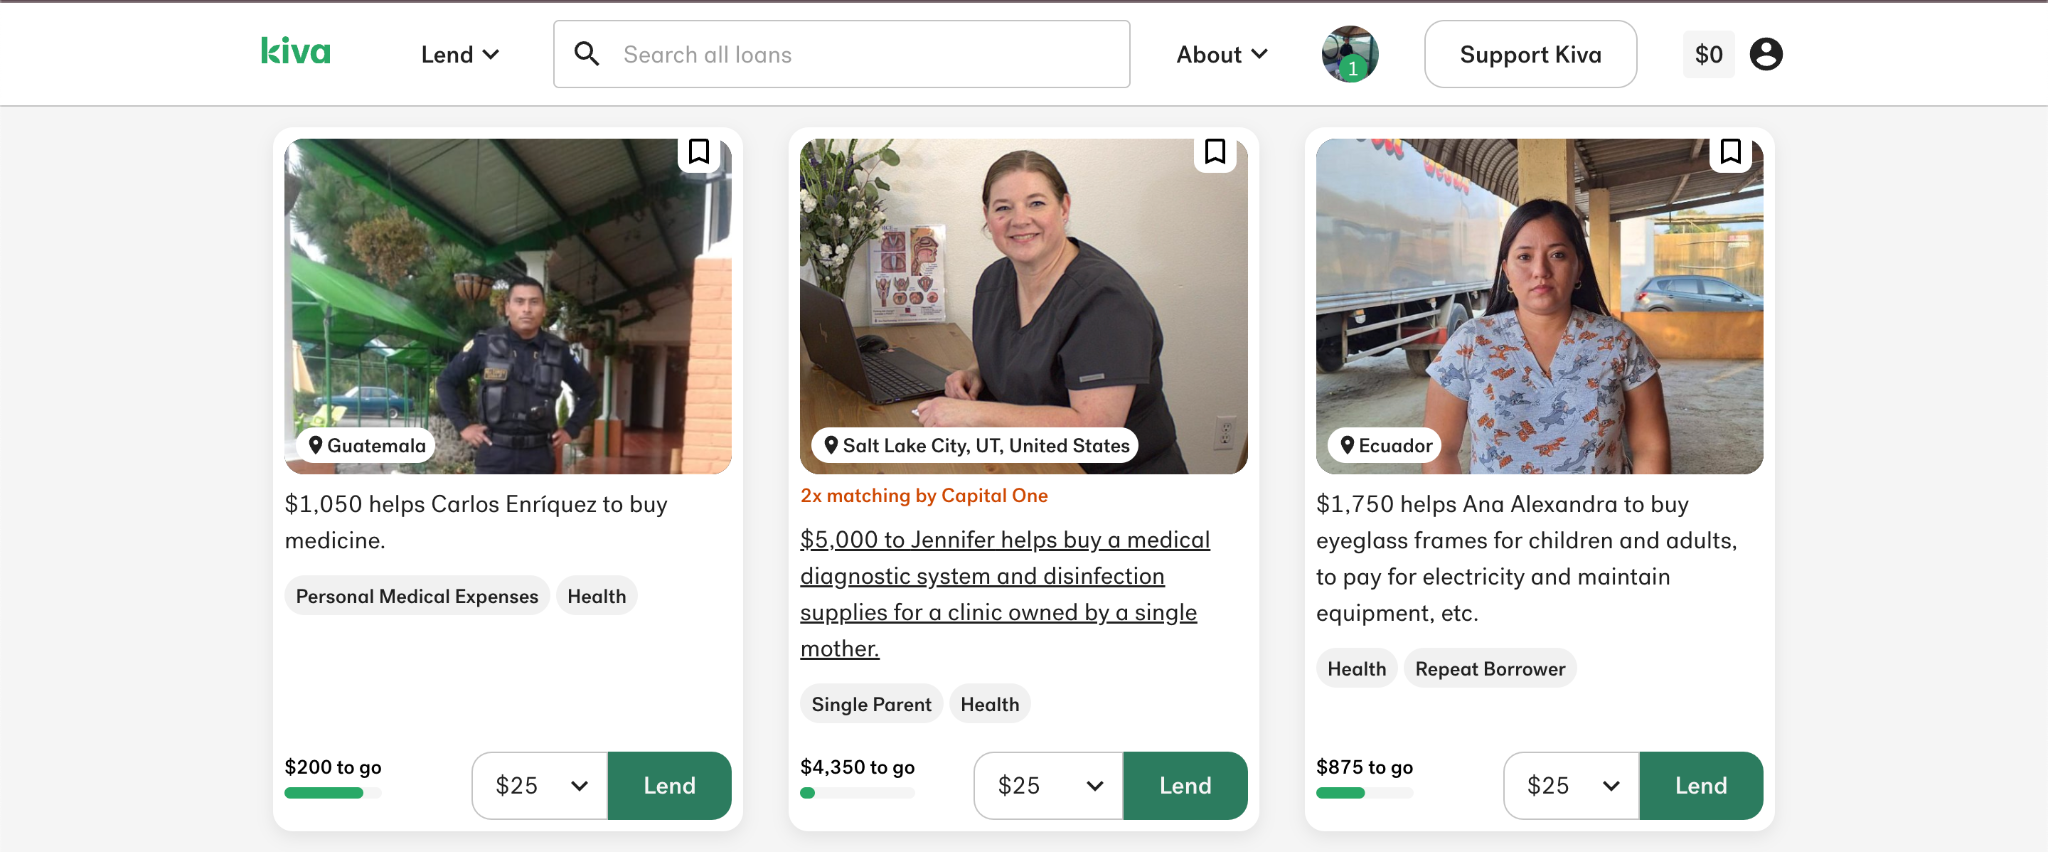 kiva
Lend
Search all loans
About
1
Support Kiva
$0
Guatemala
$1,050 helps Carlos Enríquez to buy
medicine.
Personal Medical Expenses
Health
$200 to go
$25
Lend
Salt Lake City, UT, United States
2x matching by Capital One
$5,000 to Jennifer helps buy a medical
diagnostic system and disinfection
supplies for a clinic owned by a single
mother.
Single Parent
Health
$4,350 to go
$25
Lend
Ecuador
$1,750 helps Ana Alexandra to buy
eyeglass frames for children and adults,
to pay for electricity and maintain
equipment, etc.
Health
Repeat Borrower
$875 to go
$25
Lend